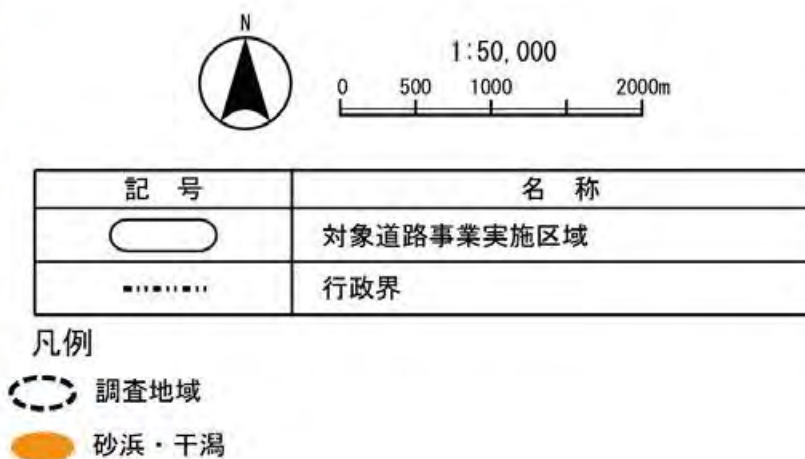 N
1:50,000
0 500 1000 2000m
記 号 名 称
対象道路事業実施区域
行政界
凡例
調査地域
砂浜・干潟